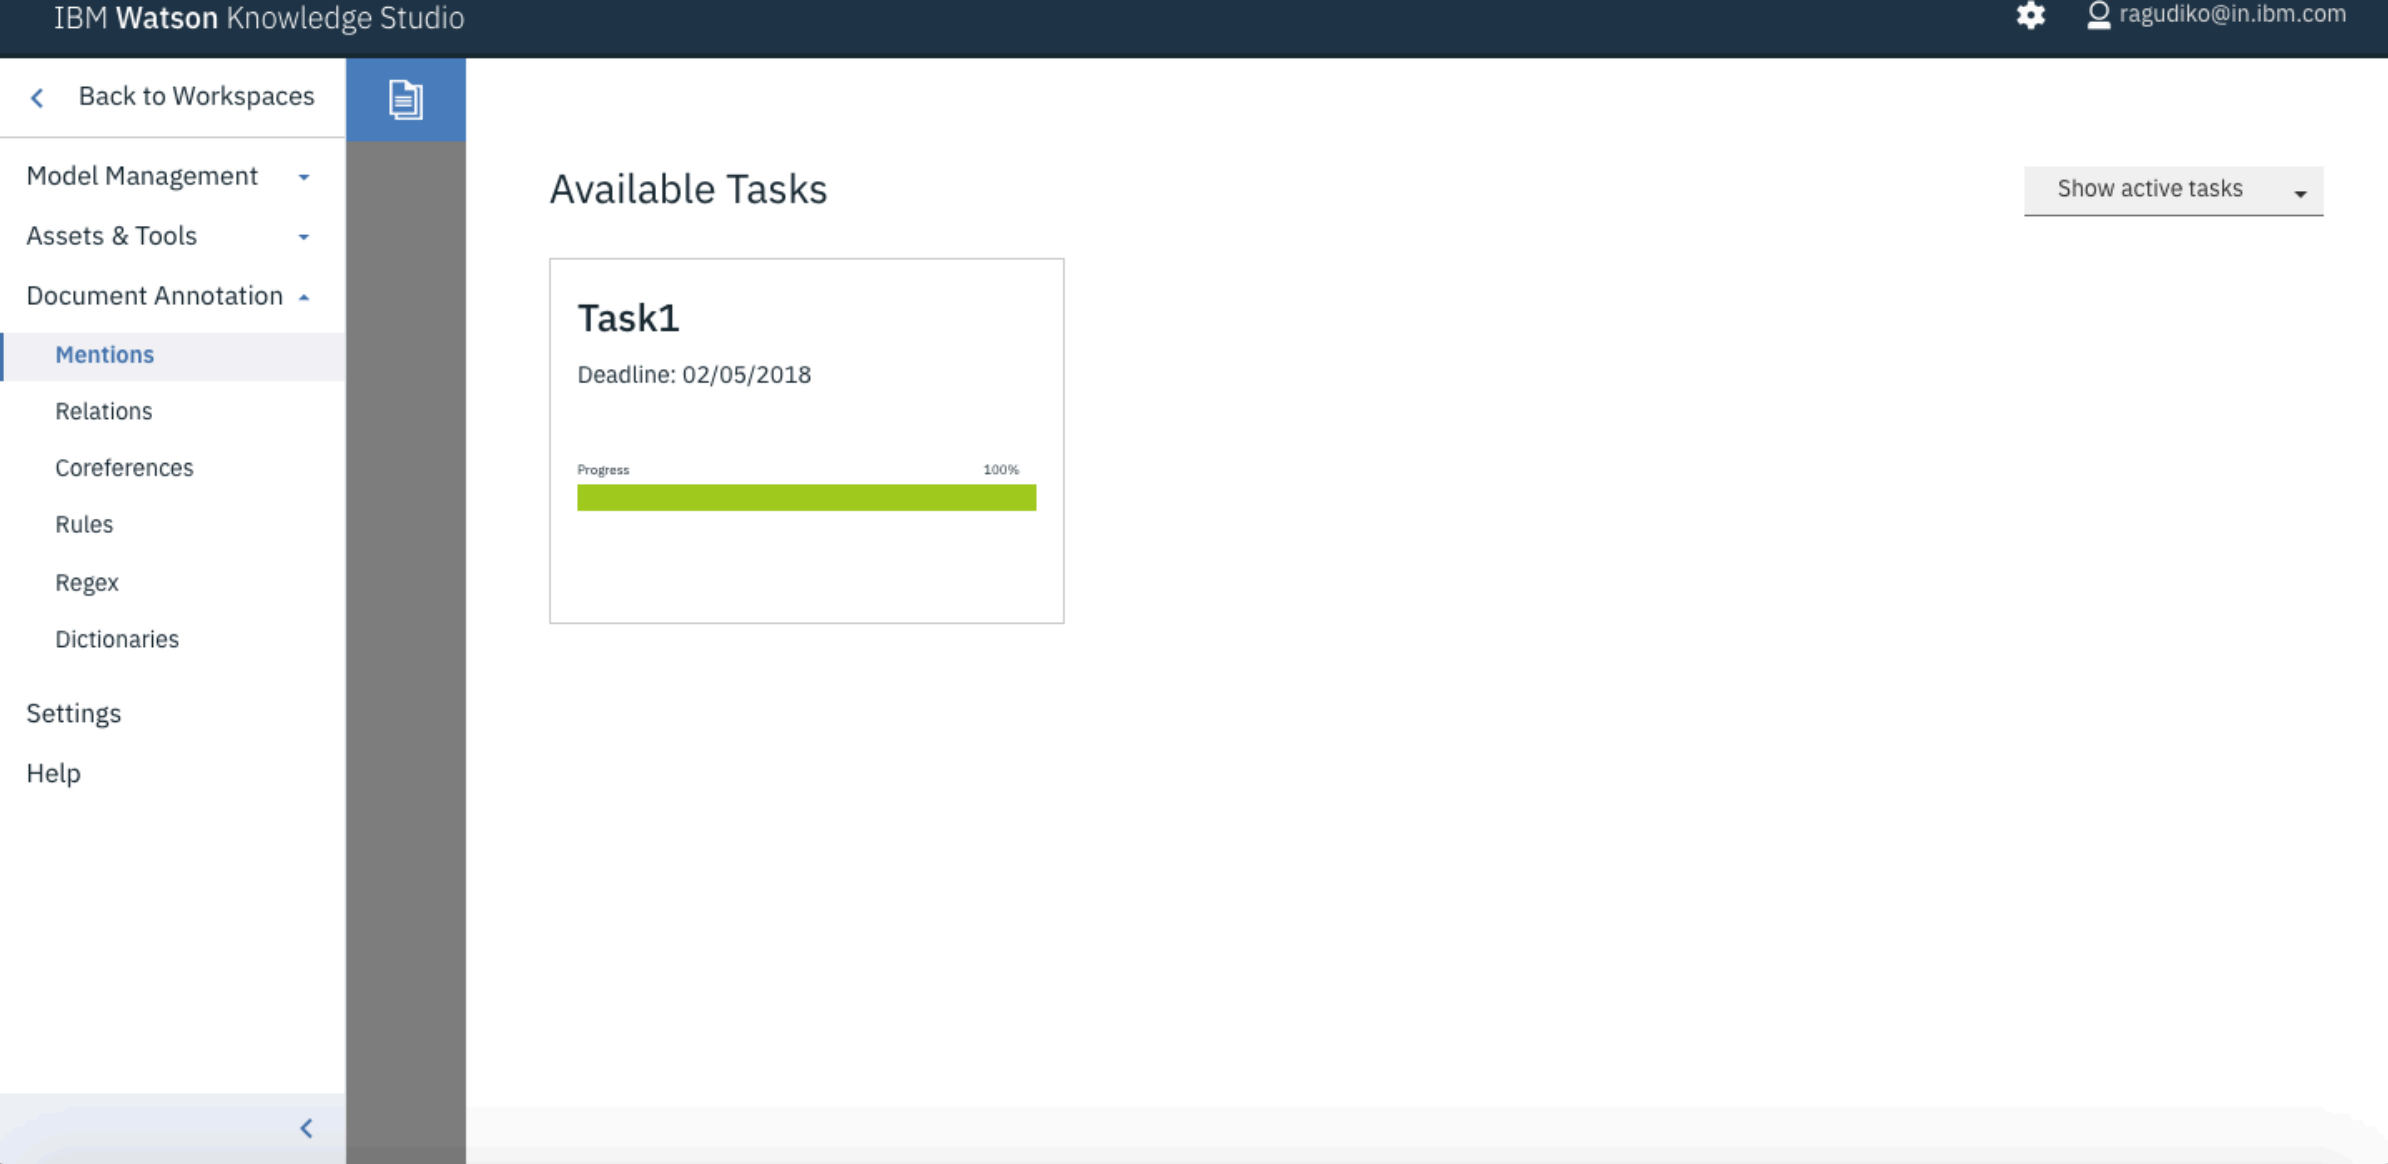 IBM Watson Knowledge Studio
ragudiko@in.ibm.com
Back to Workspaces
Model Management
Assets & Tools
Document Annotation
Mentions
Relations
Coreferences
Rules
Regex
Dictionaries
Settings
Help
Available Tasks
Show active tasks
Task1
Deadline: 02/05/2018
Progress 100%